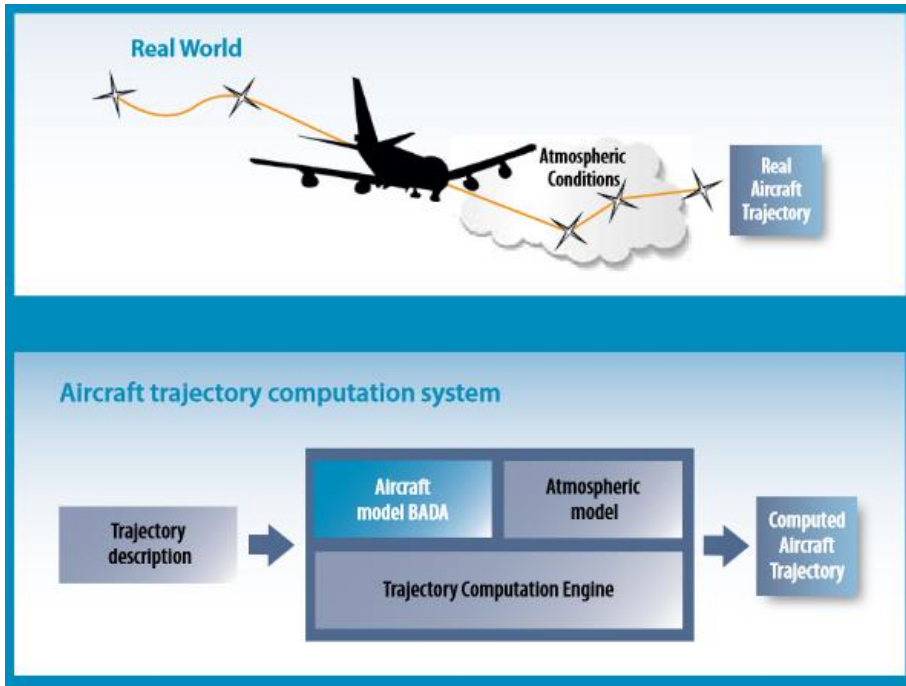 Real World
Atmospheric
Conditions
Real
Aircraft
Trajectory
Aircraft trajectory computation system
Trajectory
description
Aircraft
model BADA
Atmospheric
model
Trajectory Computation Engine
Computed
Aircraft
Trajectory